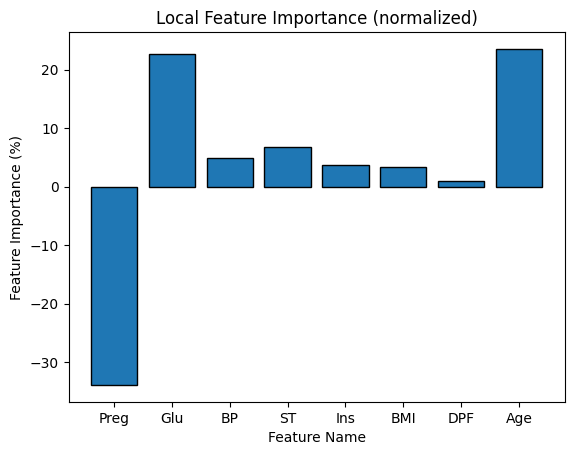 Local Feature Importance (normalized)
Feature Importance (%)
20
10
0
−10
−20
−30
Preg Glu BP ST Ins BMI DPF Age
Feature Name